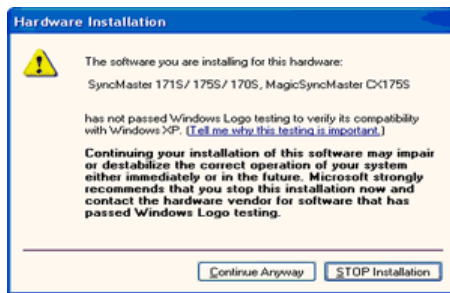 Hardware Installation
The software you are installing for this hardware:
SyncMaster 171S/ 175S/ 170S, MagicSyncMaster CX175S
has not passed Windows Logo testing to verify its compatibility
with Windows XP. (Tell me why this testing is important.)
Continuing your installation of this software may impair
or destabilize the correct operation of your system
either immediately or in the future. Microsoft strongly
recommends that you stop this installation now and
contact the hardware vendor for software that has
passed Windows Logo testing.
Continue Anyway STOP Installation